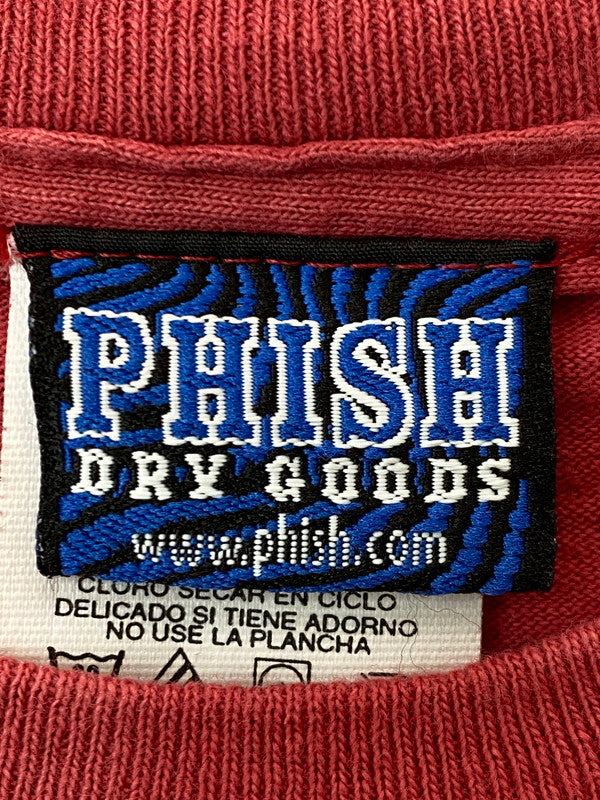 PHISH
DRY GOODS
www.phish.com
CLORO SECAR EN CICLO
DELICADO SI TIENE ADORNO
NO USE LA PLANCHA